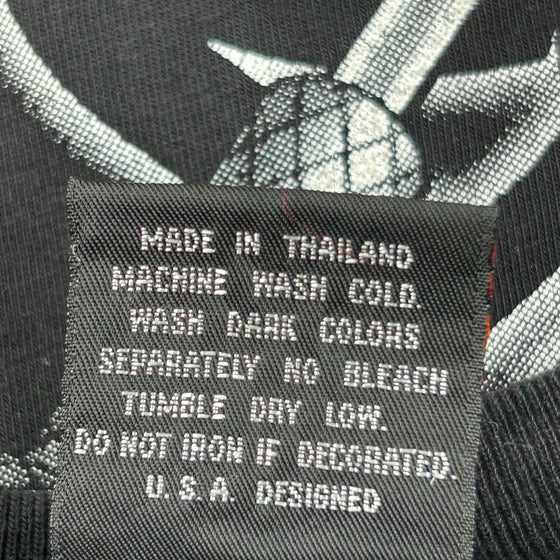 MADE IN THAILAND
MACHINE WASH COLD.
WASH DARK COLORS
SEPARATELY NO BLEACH
TUMBLE DRY LOW.
DO NOT IRON IF DECORATED.
U.S.A. DESIGNED